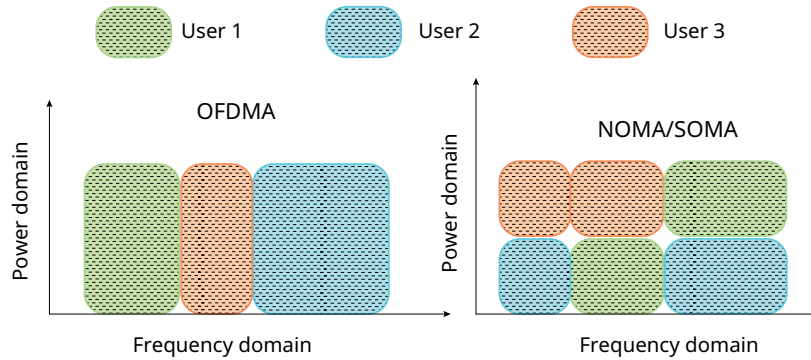 User 1
User 2
User 3
OFDMA
Power domain
Frequency domain
NOMA/SOMA
Power domain
Frequency domain